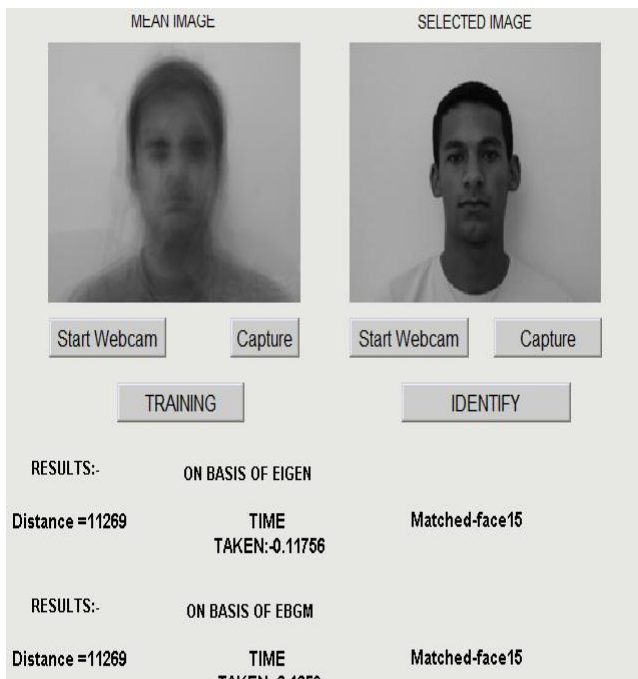 MEAN IMAGE
SELECTED IMAGE
Start Webcam
Capture
Start Webcam
Capture
TRAINING
IDENTIFY
RESULTS:-
ON BASIS OF EIGEN
Distance =11269
TIME
TAKEN:-0.11756
Matched-face15
RESULTS:-
ON BASIS OF EBGM
Distance =11269
TIME
Matched-face15